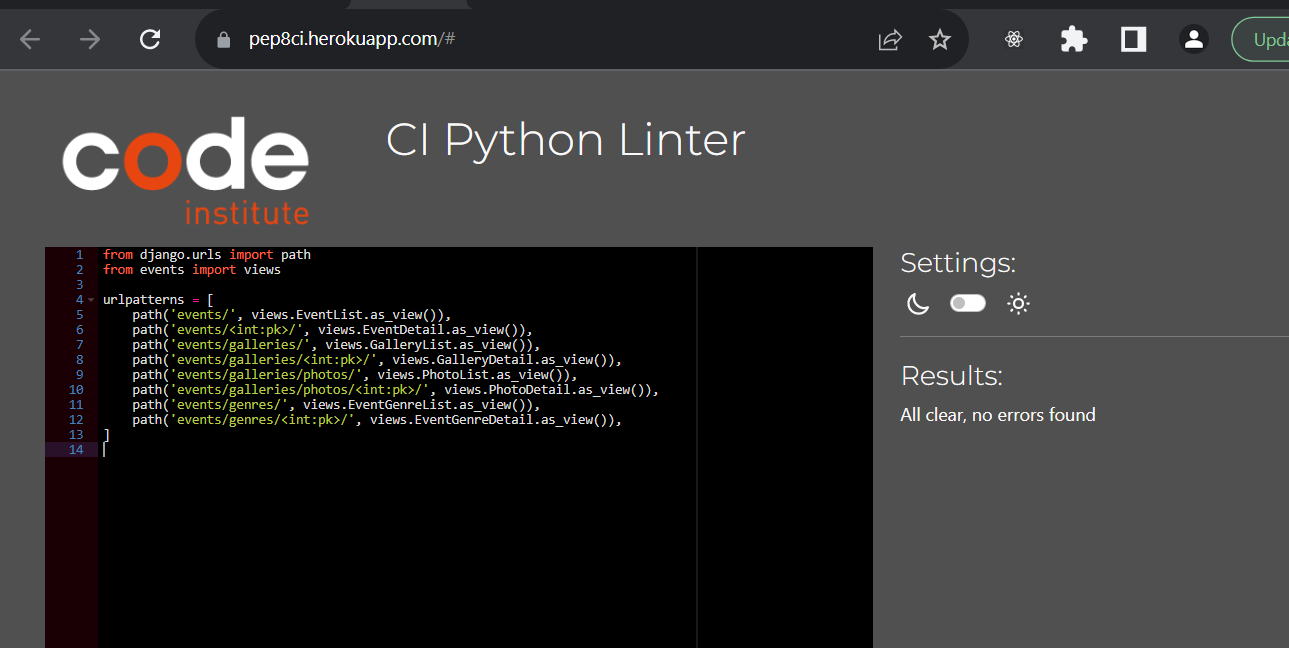 pep8ci.herokuapp.com/#
code
institute
CI Python Linter
1 from django.urls import path
2 from events import views
3
4 urlpatterns = [
5     path('events/', views.EventList.as_view()),
6     path('events/<int:pk>/', views.EventDetail.as_view()),
7     path('events/galleries/', views.GalleryList.as_view()),
8     path('events/galleries/<int:pk>/', views.GalleryDetail.as_view()),
9     path('events/galleries/photos/', views.PhotoList.as_view()),
10     path('events/galleries/photos/<int:pk>/', views.PhotoDetail.as_view()),
11     path('events/genres/', views.EventGenreList.as_view()),
12     path('events/genres/<int:pk>/', views.EventGenreDetail.as_view()),
13 ]
14
Settings:
Results:
All clear, no errors found